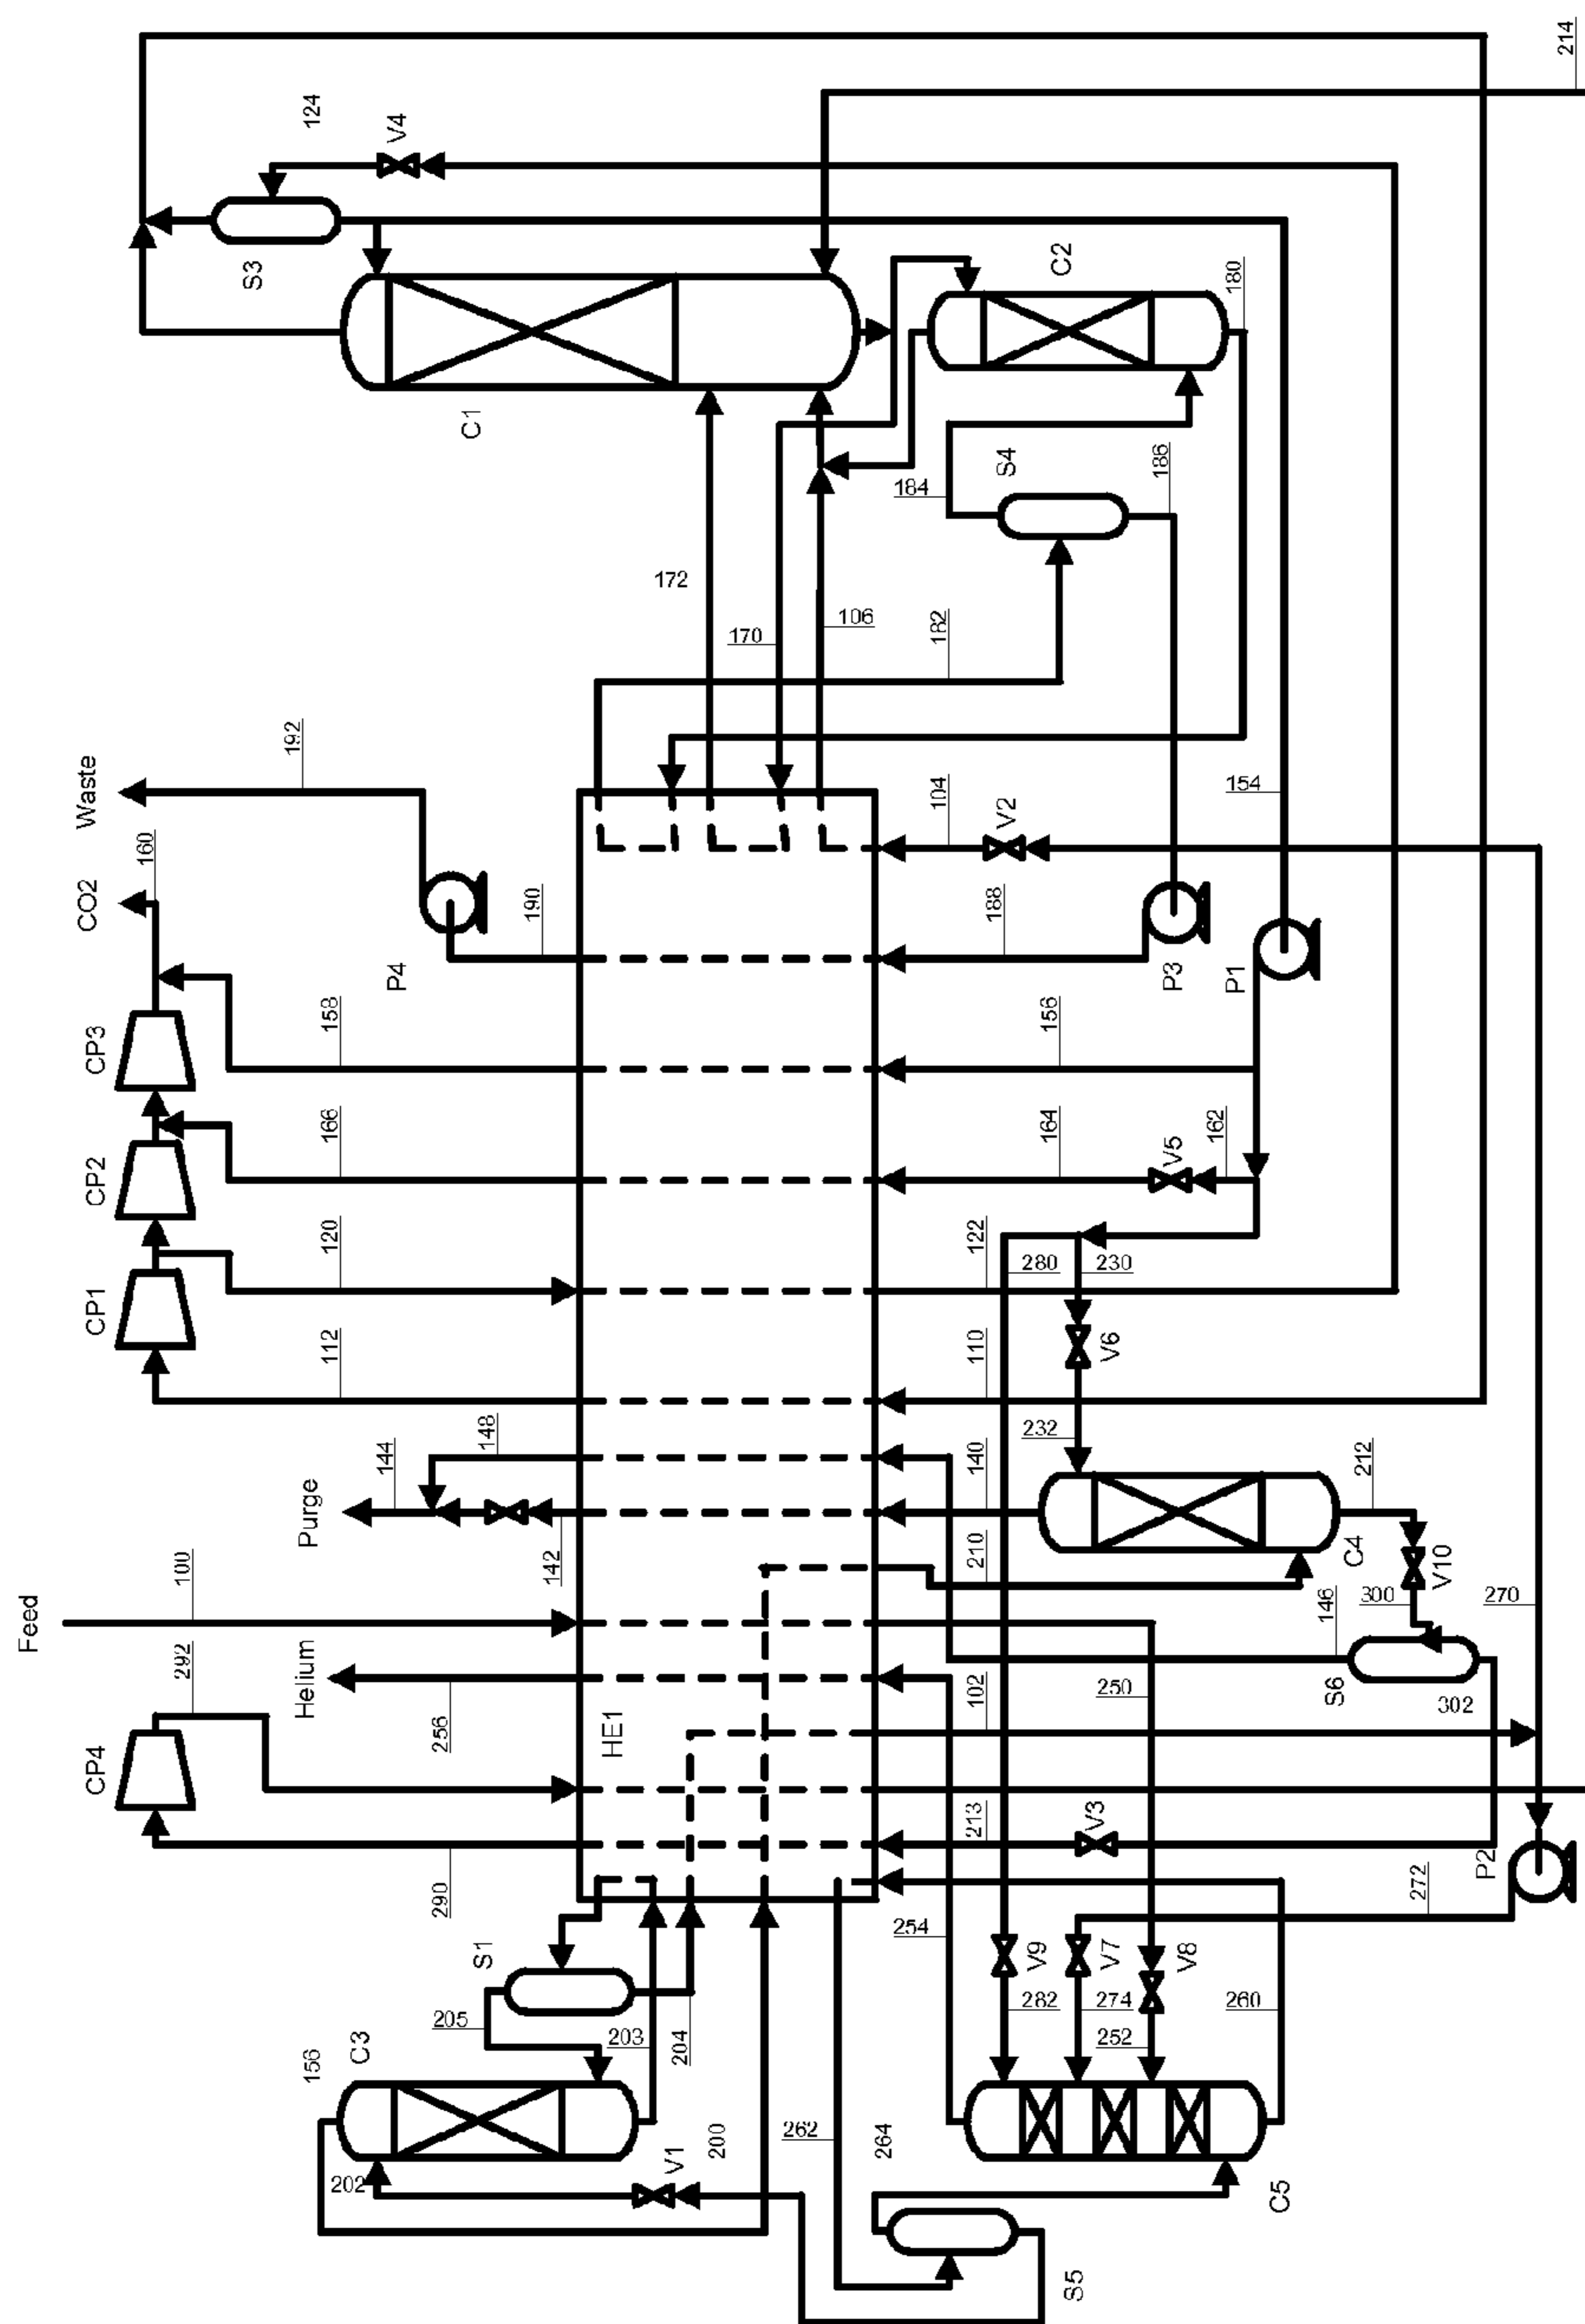 214
124
V4
S3
C2
180
C1
S4
186
184
172
106
170
182
192
Waste
160
CO2
104
V2
154
190
188
P4
P3
P1
158
156
CP3
166
164
V5
162
CP2
120
122
280
230
CP1
112
110
V6
148
144
232
140
212
Purge
142
210
C4
V10
100
146
300
270
Feed
292
Helium
256
102
250
S6
302
HE1
CP4
213
V3
P2
290
272
254
S1
V9
V7
V8
205
203
204
282
274
252
260
156
C3
202
V1
200
262
264
C5
S5